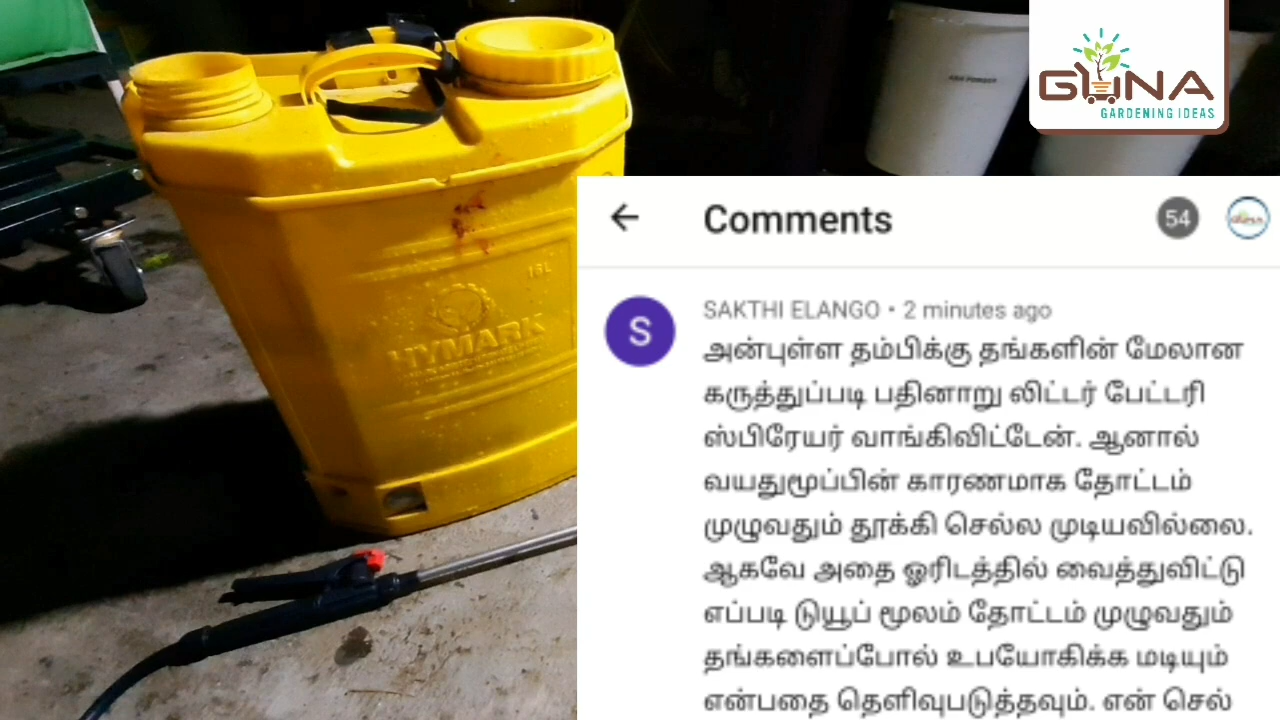 GUNA
GARDENING IDEAS
16L
HYMARK
Comments
54
S
SAKTHI ELANGO • 2 minutes ago
அன்புள்ள தம்பிக்கு தங்களின் மேலான
கருத்துப்படி பதினாறு லிட்டர் பேட்டரி
ஸ்பிரேயர் வாங்கிவிட்டேன். ஆனால்
வயதுமூப்பின் காரணமாக தோட்டம்
முழுவதும் தூக்கி செல்ல முடியவில்லை.
ஆகவே அதை ஓரிடத்தில் வைத்துவிட்டு
எப்படி டுயூப் மூலம் தோட்டம் முழுவதும்
தங்களைப்போல் உபயோகிக்க மடியும்
என்பதை தெளிவுபடுத்தவும். என் செல்